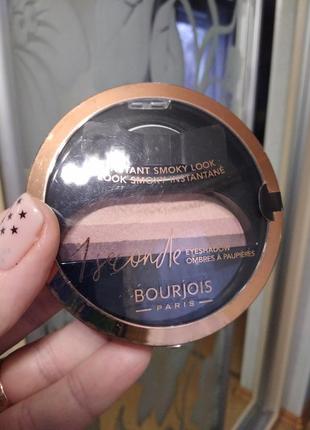 INSTANT SMOKY LOOK
LOOK SMOKY INSTANTANÉ
1 seconde
EYESHADOW
OMBRES À PAUPIÈRES
BOURJOIS
PARIS